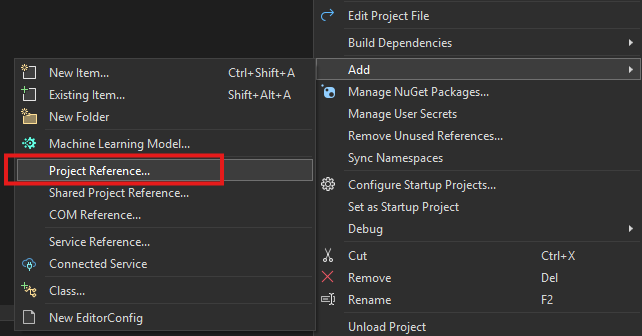 Edit Project File
Build Dependencies
Add
Manage NuGet Packages...
Manage User Secrets
Remove Unused References...
Sync Namespaces
Configure Startup Projects...
Set as Startup Project
Debug
Cut Ctrl+X
Remove Del
Rename F2
Unload Project
New Item... Ctrl+Shift+A
Existing Item... Shift+Alt+A
New Folder
Machine Learning Model...
Project Reference...
Shared Project Reference...
COM Reference...
Service Reference...
Connected Service
Class...
New EditorConfig